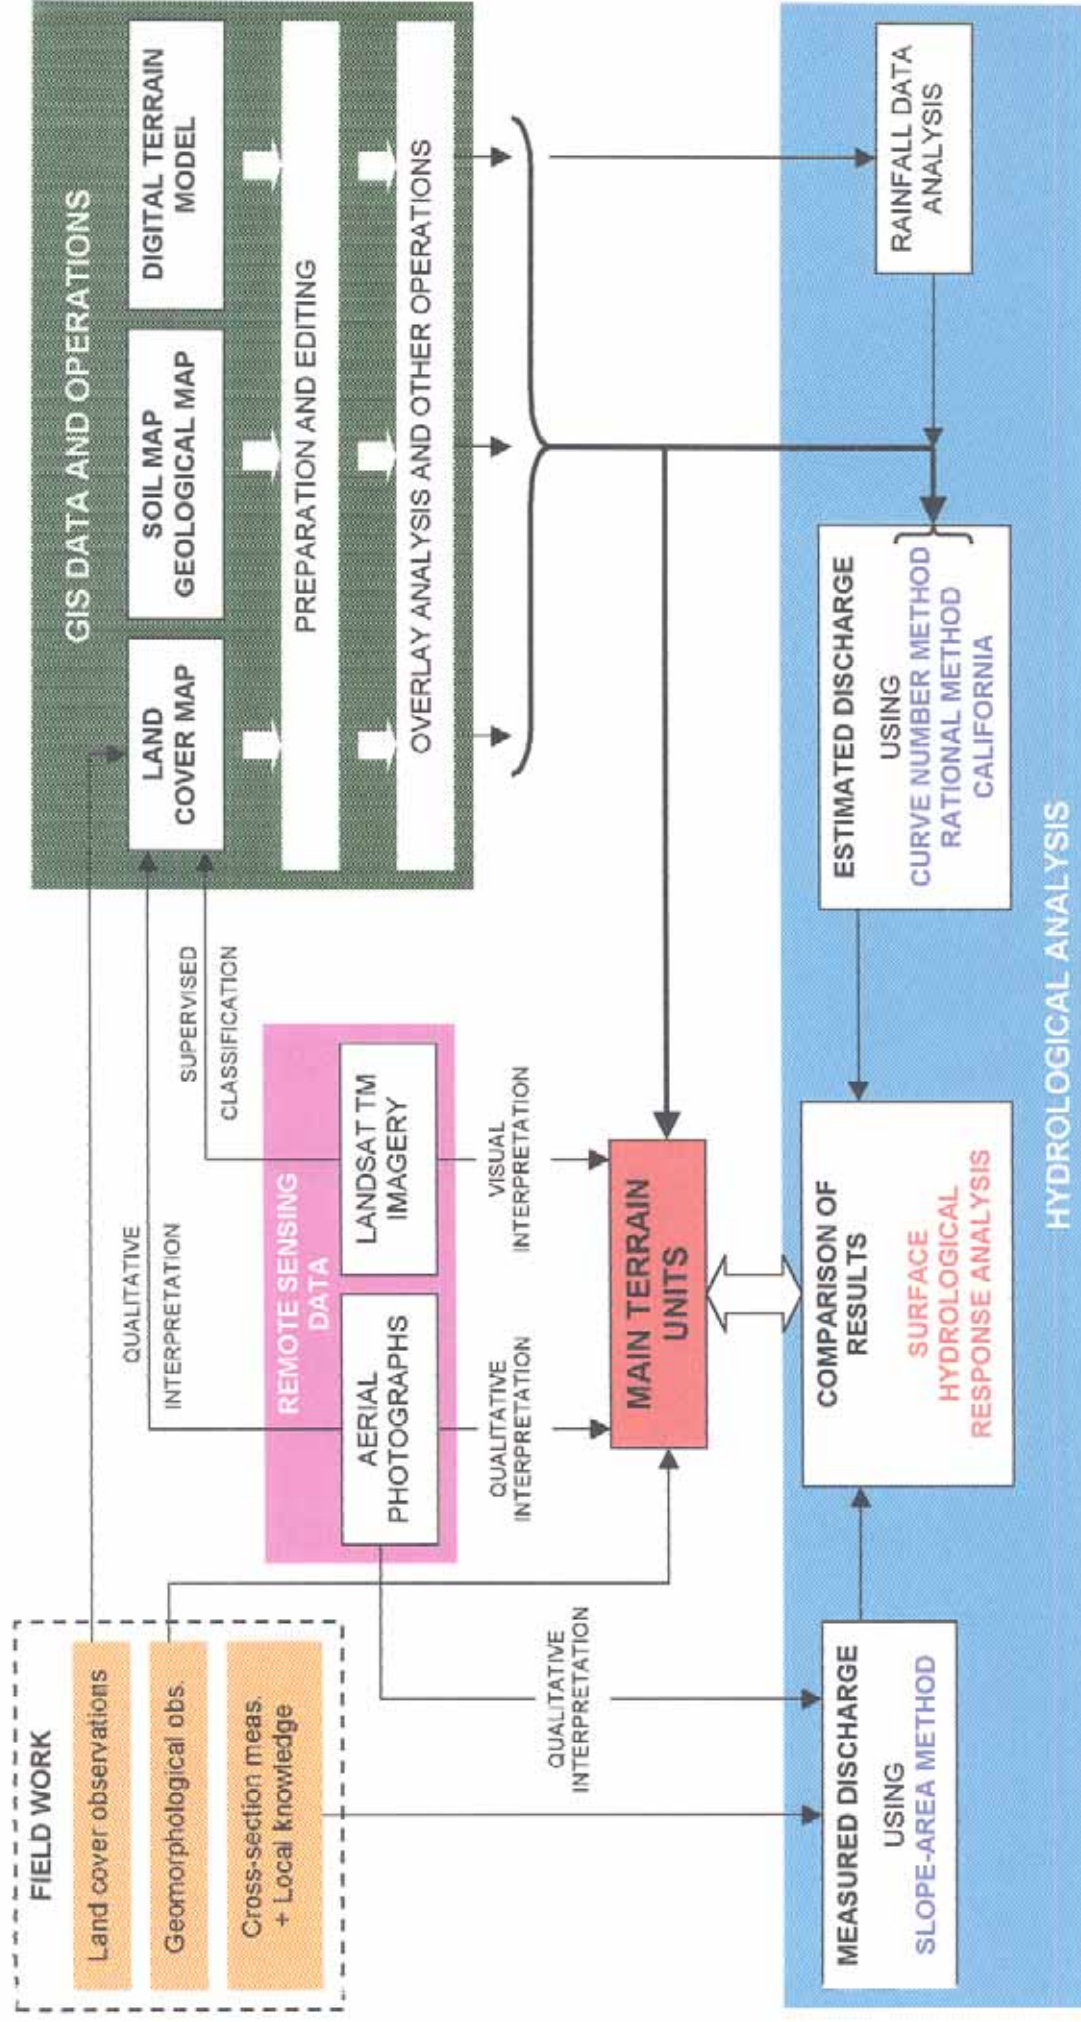 FIELD WORK
Land cover observations
Geomorphological obs.
Cross-section meas.
+ Local knowledge
QUALITATIVE
INTERPRETATION
SUPERVISED
CLASSIFICATION
REMOTE SENSING
DATA
AERIAL
PHOTOGRAPHS
LANDSAT TM
IMAGERY
QUALITATIVE
INTERPRETATION
VISUAL
INTERPRETATION
QUALITATIVE
INTERPRETATION
MAIN TERRAIN
UNITS
GIS DATA AND OPERATIONS
LAND
COVER MAP
SOIL MAP
GEOLOGICAL MAP
DIGITAL TERRAIN
MODEL
PREPARATION AND EDITING
OVERLAY ANALYSIS AND OTHER OPERATIONS
MEASURED DISCHARGE
USING
SLOPE-AREA METHOD
COMPARISON OF
RESULTS
SURFACE
HYDROLOGICAL
RESPONSE ANALYSIS
ESTIMATED DISCHARGE
USING
CURVE NUMBER METHOD
RATIONAL METHOD
CALIFORNIA
RAINFALL DATA
ANALYSIS
HYDROLOGICAL ANALYSIS